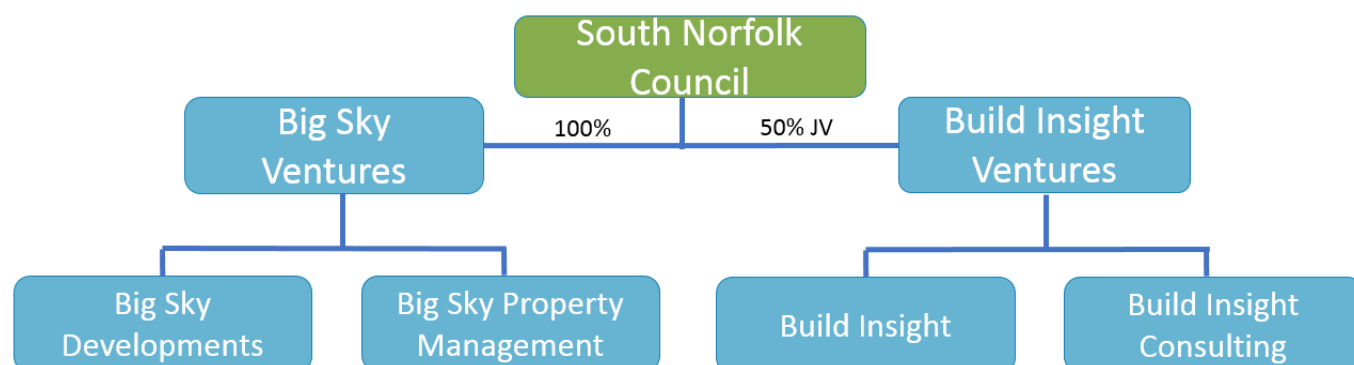 South Norfolk
Council
Big Sky
Ventures
100%
50% JV
Build Insight
Ventures
Big Sky
Developments
Big Sky Property
Management
Build Insight
Build Insight
Consulting